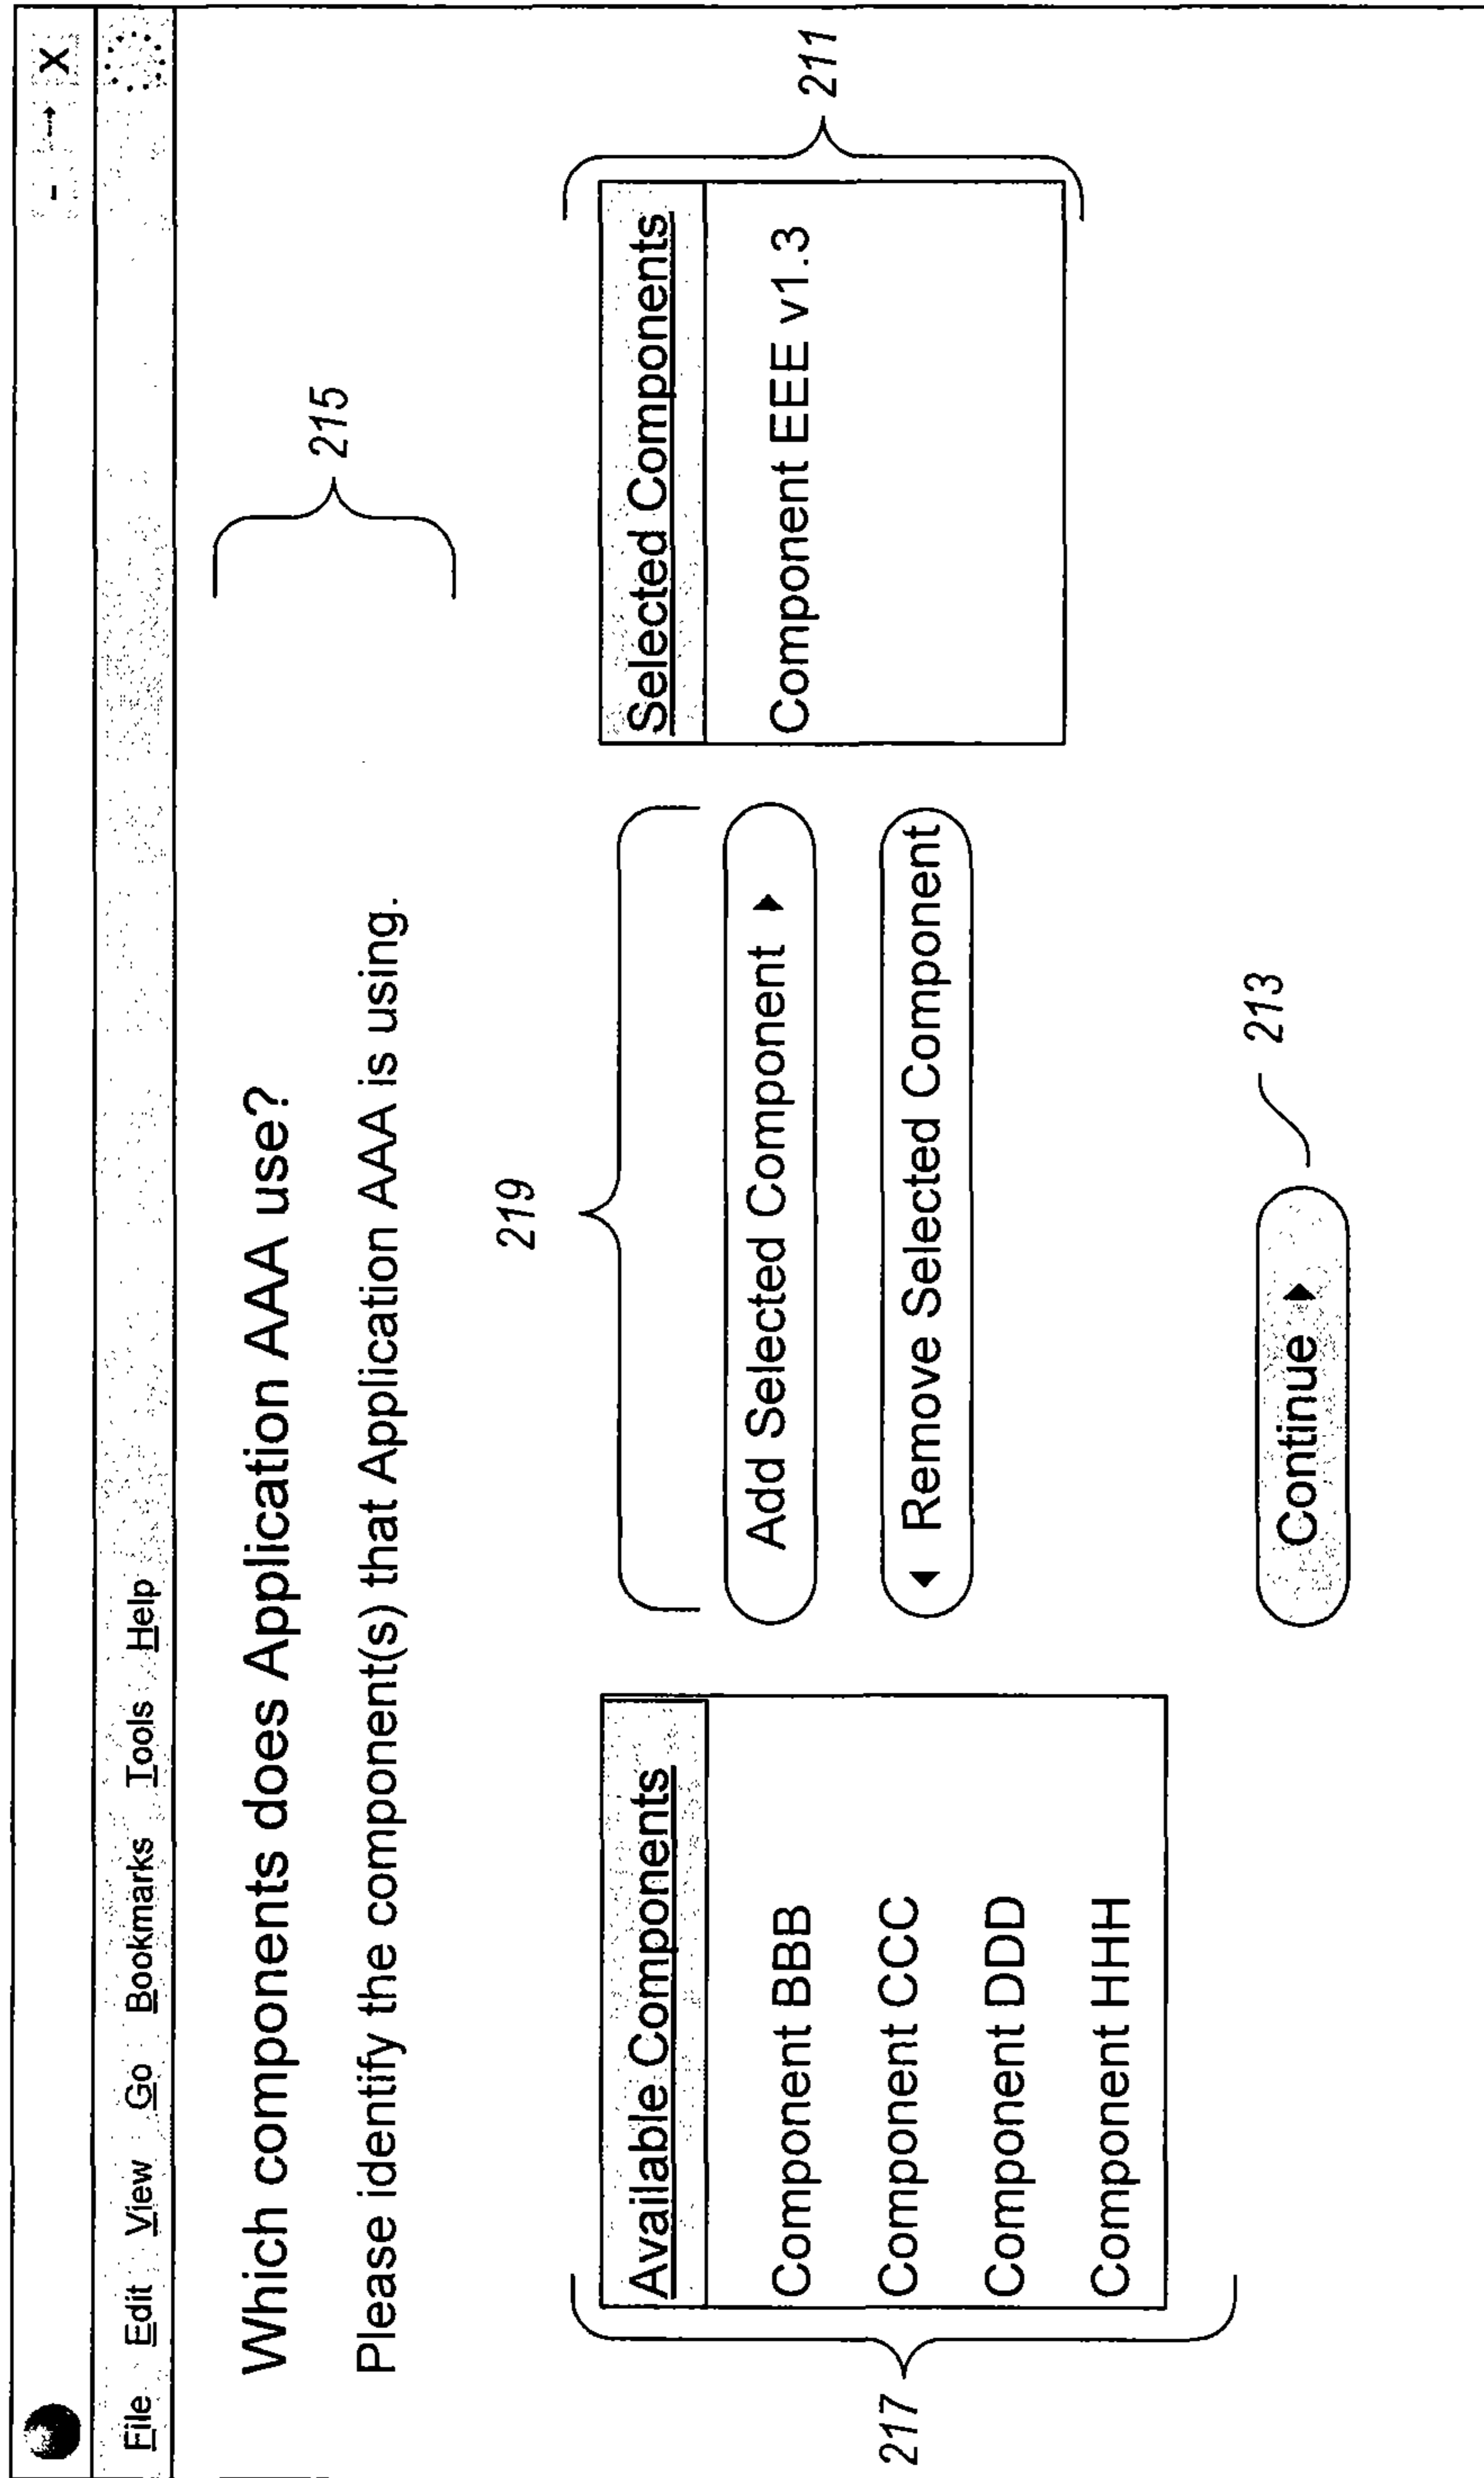 - → X
File Edit View Go Bookmarks Tools Help
Which components does Application AAA use?
215
Please identify the component(s) that Application AAA is using.
219
217
Available Components
Component BBB
Component CCC
Component DDD
Component HHH
Add Selected Component ▶
◀ Remove Selected Component
Selected Components
Component EEE v1.3
211
Continue ▶
213